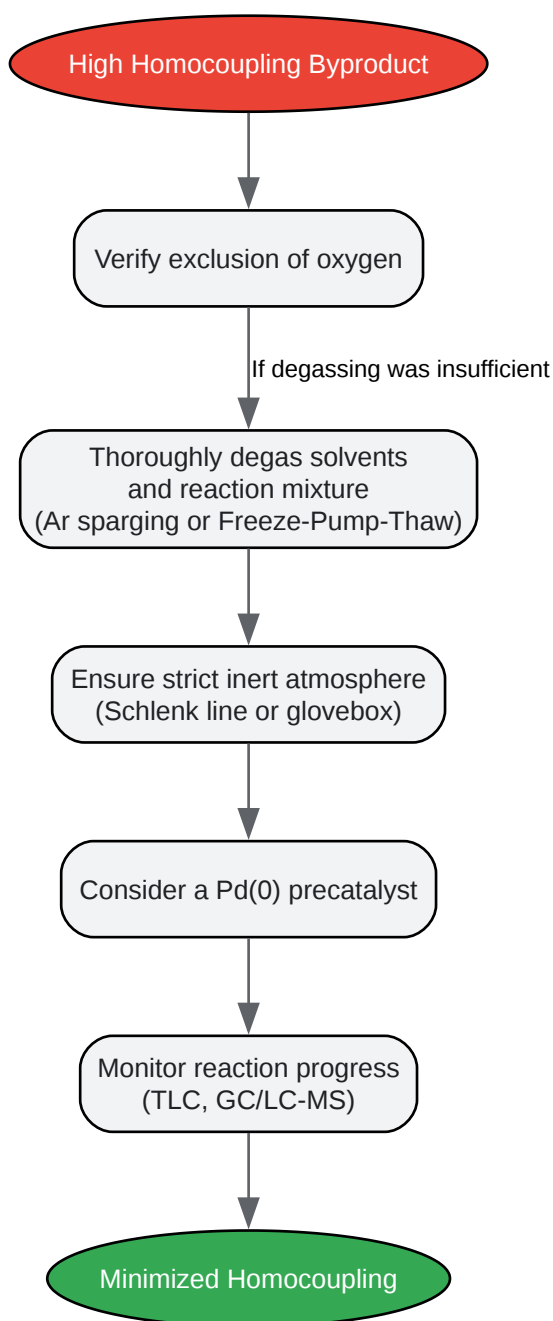 High Homocoupling Byproduct
Verify exclusion of oxygen
If degassing was insufficient
Thoroughly degas solvents
and reaction mixture
(Ar sparging or Freeze-Pump-Thaw)
Ensure strict inert atmosphere
(Schlenk line or glovebox)
Consider a Pd(0) precatalyst
Monitor reaction progress
(TLC, GC/LC-MS)
Minimized Homocoupling